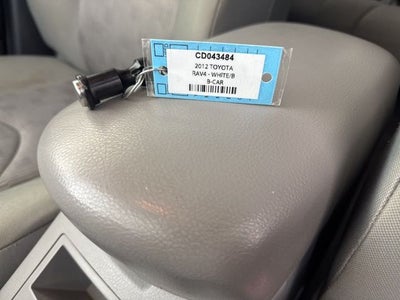 CD043484
2012 TOYOTA
RAV4 - WHITE/B
B-CAR